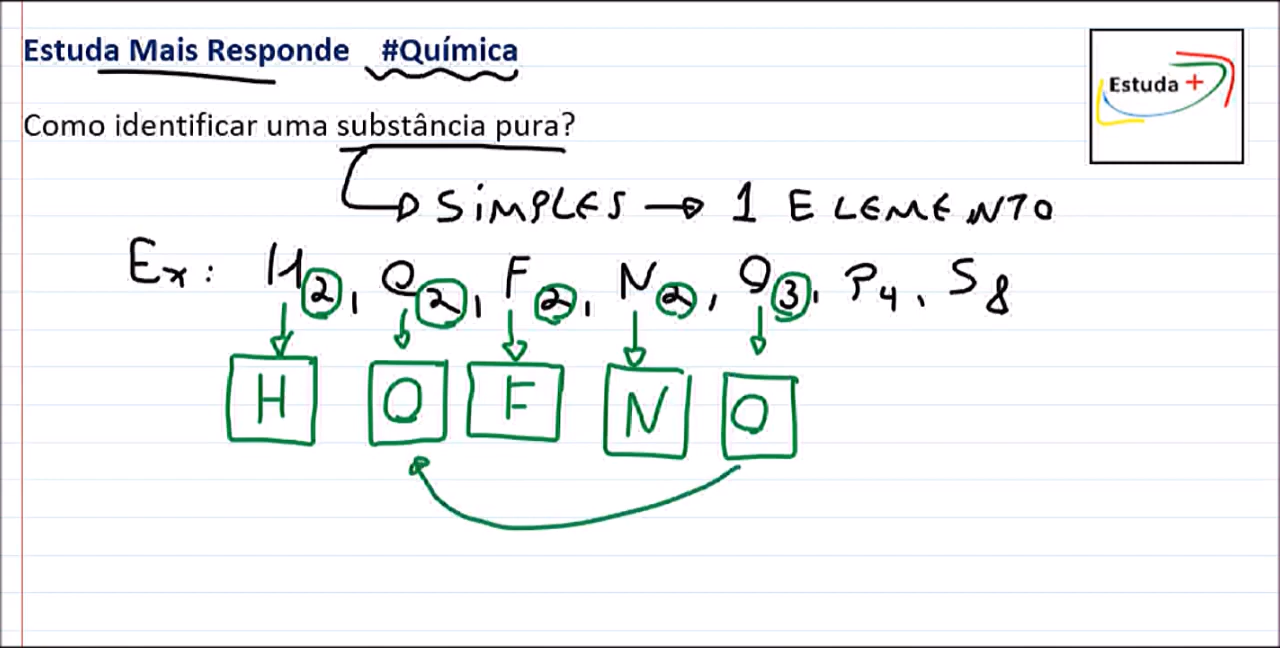 Estuda Mais Responde #Química
Estuda +
Como identificar uma substância pura?
SiMPLES → 1 ELEMENTO
Ex: H2, O2, F2, N2, O3, P4, S8
H O F N O